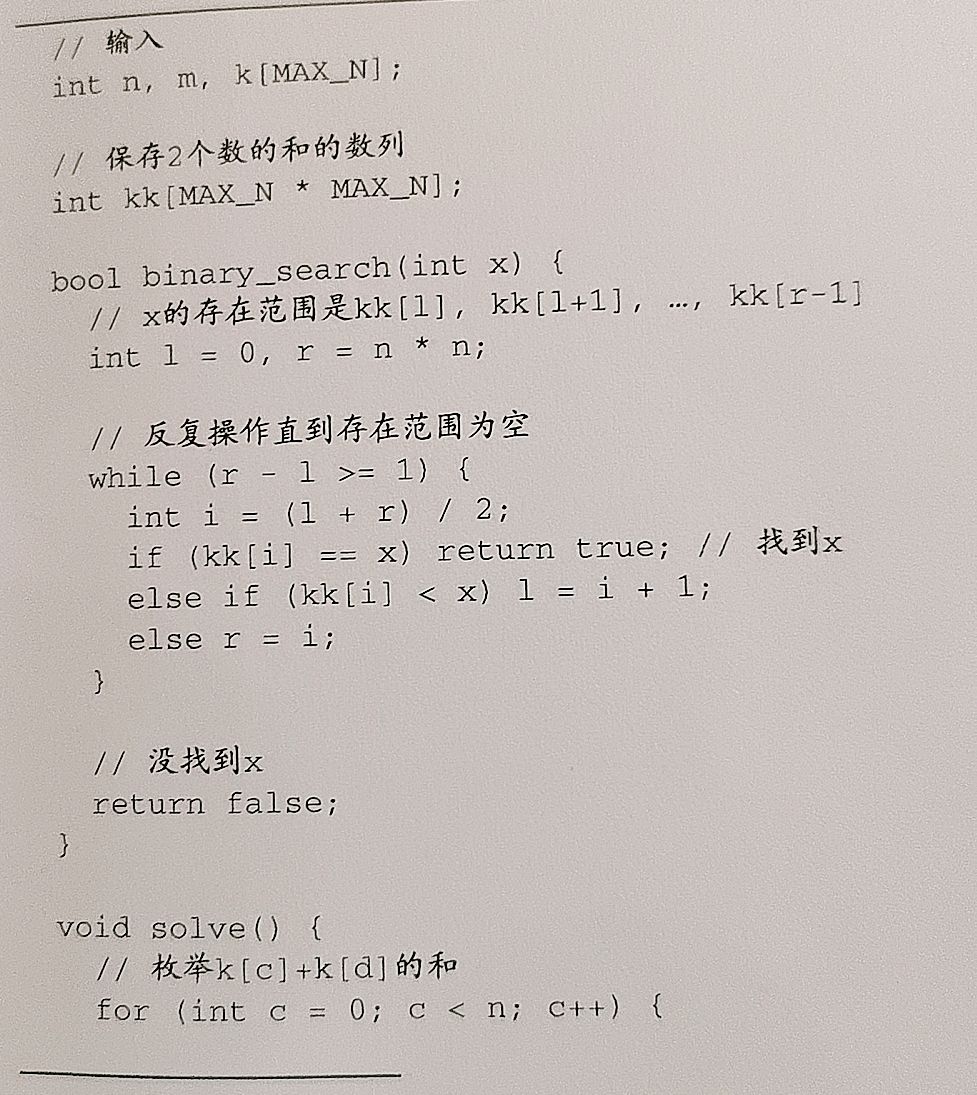 // 输入
int n, m, k[MAX_N];
// 保存2个数的和的数列
int kk[MAX_N * MAX_N];
bool binary_search(int x) {
// x的存在范围是kk[l], kk[l+1], …, kk[r-1]
int l = 0, r = n * n;
// 反复操作直到存在范围为空
while (r - l >= 1) {
int i = (l + r) / 2;
if (kk[i] == x) return true; // 找到x
else if (kk[i] < x) l = i + 1;
else r = i;
}
// 没找到x
return false;
}
void solve() {
// 枚举k[c]+k[d]的和
for (int c = 0; c < n; c++) {